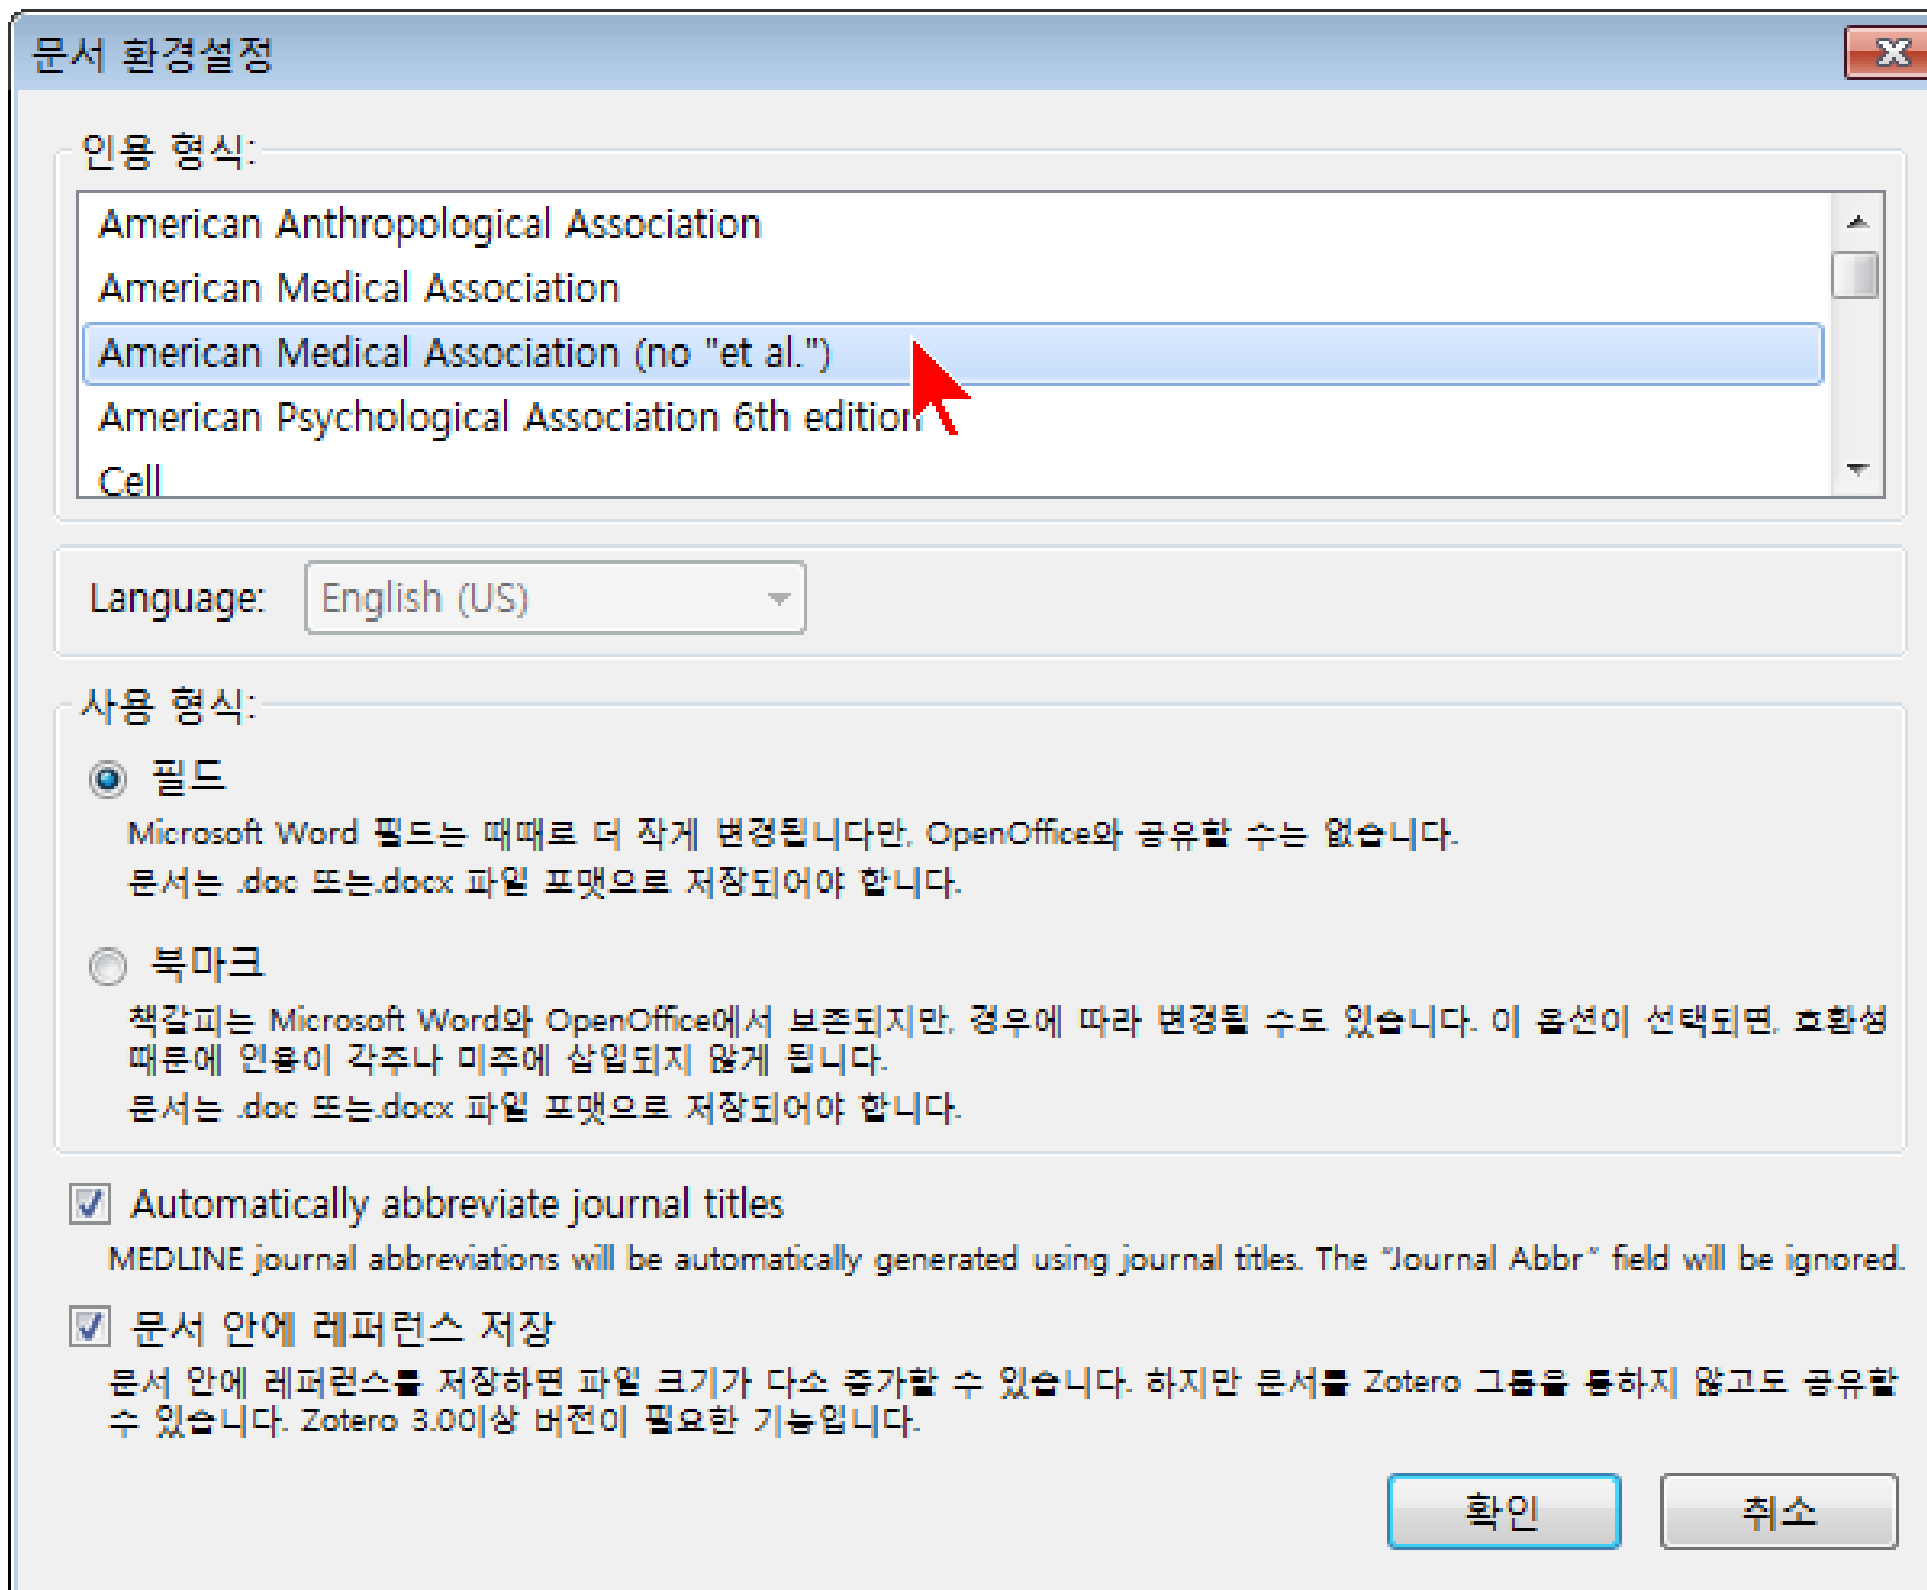 문서 환경설정
인용 형식:
American Anthropological Association
American Medical Association
American Medical Association (no "et al.")
American Psychological Association 6th edition
Cell
Language: English (US)
사용 형식:
필드
Microsoft Word 필드는 때때로 더 작게 변경됩니다만, OpenOffice와 공유할 수는 없습니다.
문서는 .doc 또는.docx 파일 포맷으로 저장되어야 합니다.
북마크
책갈피는 Microsoft Word와 OpenOffice에서 보존되지만, 경우에 따라 변경될 수도 있습니다. 이 옵션이 선택되면, 호환성
때문에 인용이 각주나 미주에 삽입되지 않게 됩니다.
문서는 .doc 또는.docx 파일 포맷으로 저장되어야 합니다.
Automatically abbreviate journal titles
MEDLINE journal abbreviations will be automatically generated using journal titles. The "Journal Abbr" field will be ignored.
문서 안에 레퍼런스 저장
문서 안에 레퍼런스를 저장하면 파일 크기가 다소 증가할 수 있습니다. 하지만 문서를 Zotero 그룹을 통하지 않고도 공유할
수 있습니다. Zotero 3.0이상 버전이 필요한 기능입니다.
확인 취소